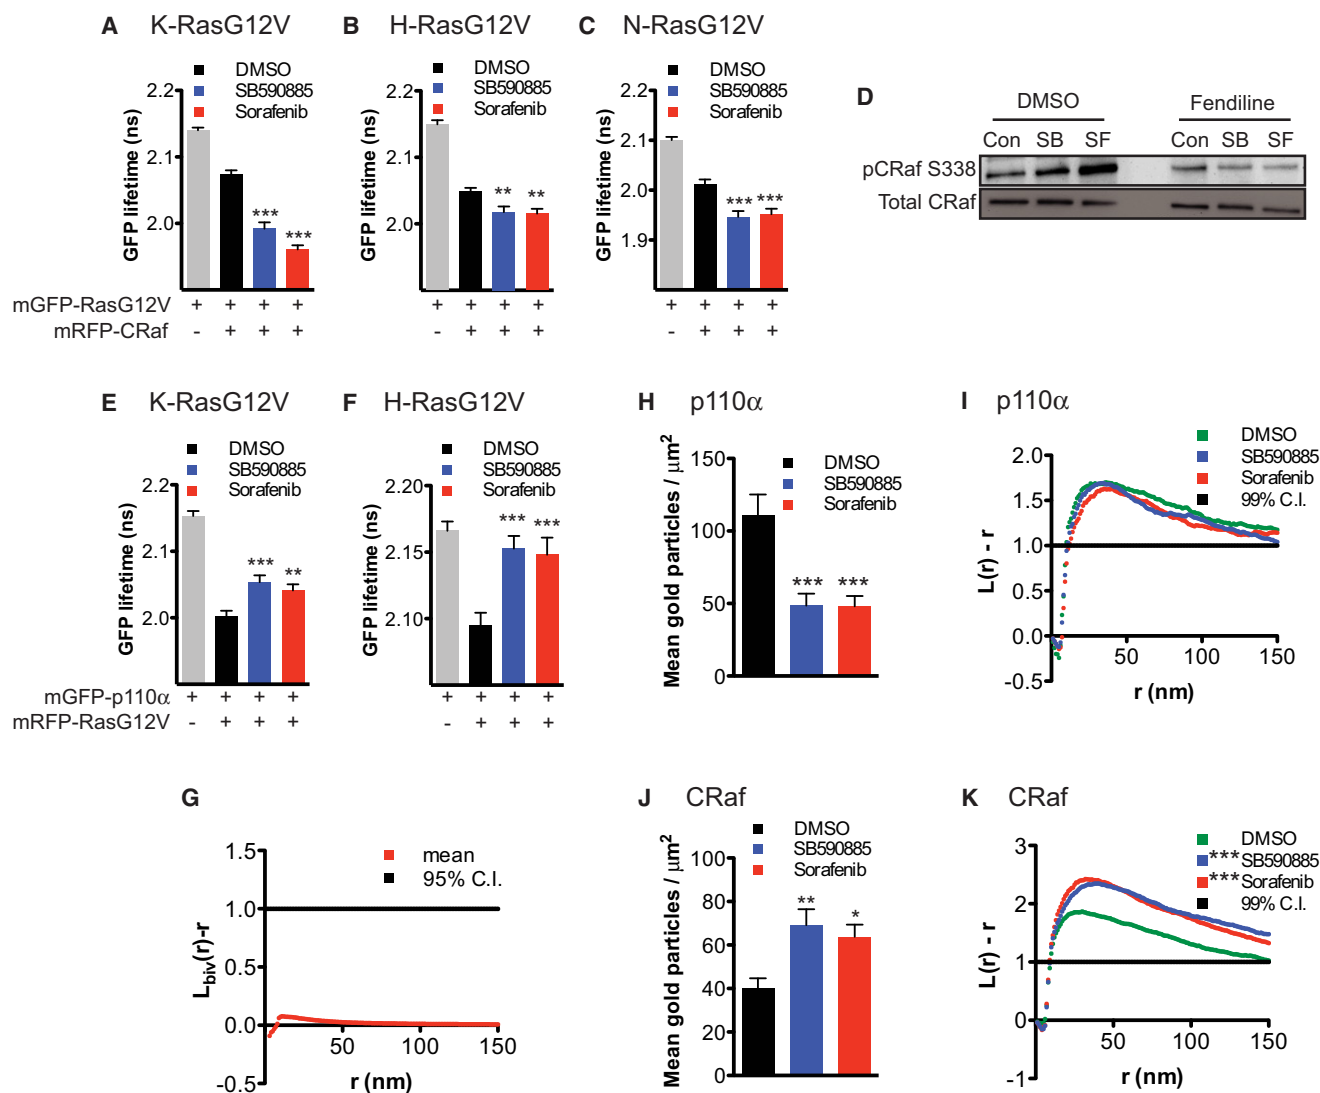 A K-RasG12V
DMSO
SB590885
Sorafenib
GFP lifetime (ns)
2.2
2.1
2.0
B H-RasG12V
DMSO
SB590885
Sorafenib
GFP lifetime (ns)
2.2
2.1
2.0
C N-RasG12V
DMSO
SB590885
Sorafenib
GFP lifetime (ns)
2.2
2.1
2.0
1.9
*** ***
** **
*** ***
mGFP-RasG12V + + + + + + + + + + + +
mRFP-CRaf - + + + - + + + - + + +
D
DMSO Fendiline
Con SB SF Con SB SF
pCRaf S338
Total CRaf
E K-RasG12V
DMSO
SB590885
Sorafenib
GFP lifetime (ns)
2.2
2.1
2.0
*** **
F H-RasG12V
DMSO
SB590885
Sorafenib
GFP lifetime (ns)
2.20
2.15
2.10
*** ***
mGFP-p110α + + + + + + + +
mRFP-RasG12V - + + + - + + +
H p110α
DMSO
SB590885
Sorafenib
Mean gold particles / μm²
150
100
50
0
*** ***
I p110α
DMSO
SB590885
Sorafenib
99% C.I.
L(r) - r
2.0
1.5
1.0
0.5
0.0
-0.5
50 100 150
r (nm)
G
mean
95% C.I.
Lbiv(r)-r
1.5
1.0
0.5
0.0
-0.5
50 100 150
r (nm)
J CRaf
DMSO
SB590885
Sorafenib
Mean gold particles / μm²
100
80
60
40
20
0
** *
K CRaf
DMSO
***SB590885
***Sorafenib
99% C.I.
L(r) - r
3
2
1
0
-1
50 100 150
r (nm)